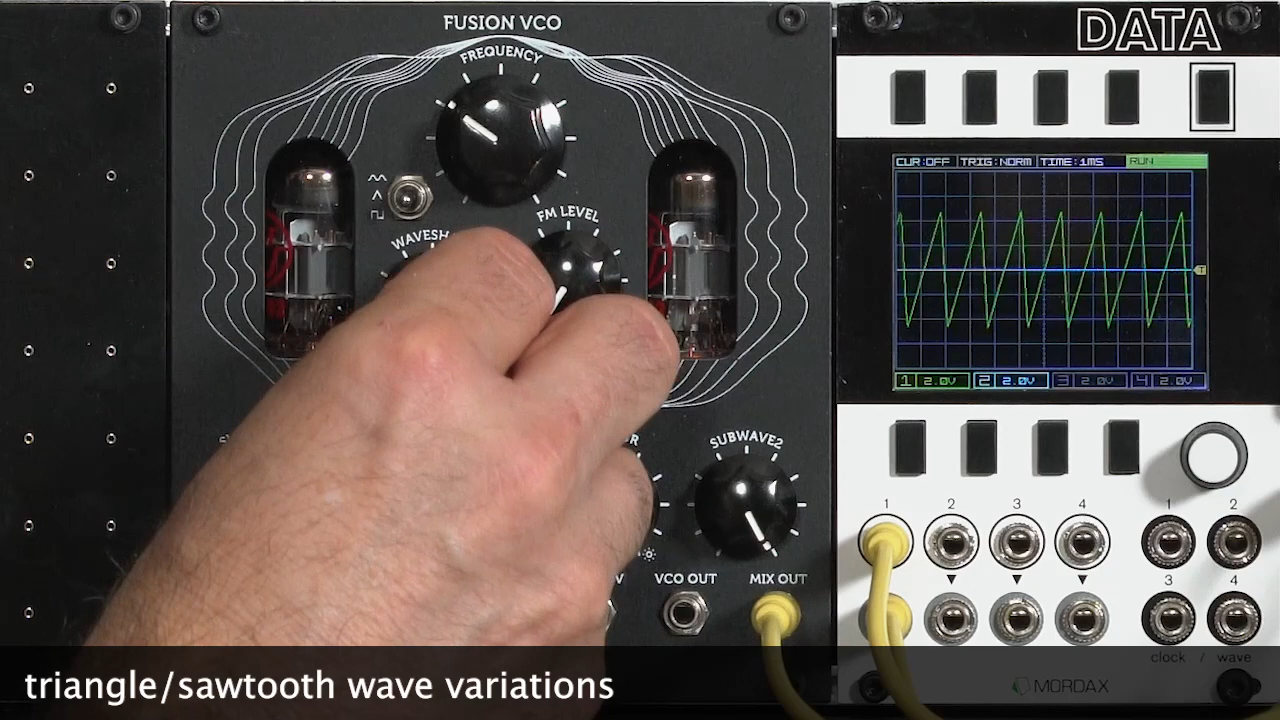 FUSION VCO
FREQUENCY
FM LEVEL
WAVESH
SUBWAVE2
VCO OUT
MIX OUT
DATA
CUR:OFF TRIG:NORM TIME:1MS RUN
T
1 2.0V 2 2.0V 3 2.0V 4 2.0V
1 2 3 4 1 2
3 4
clock / wave
MORDAX
triangle/sawtooth wave variations